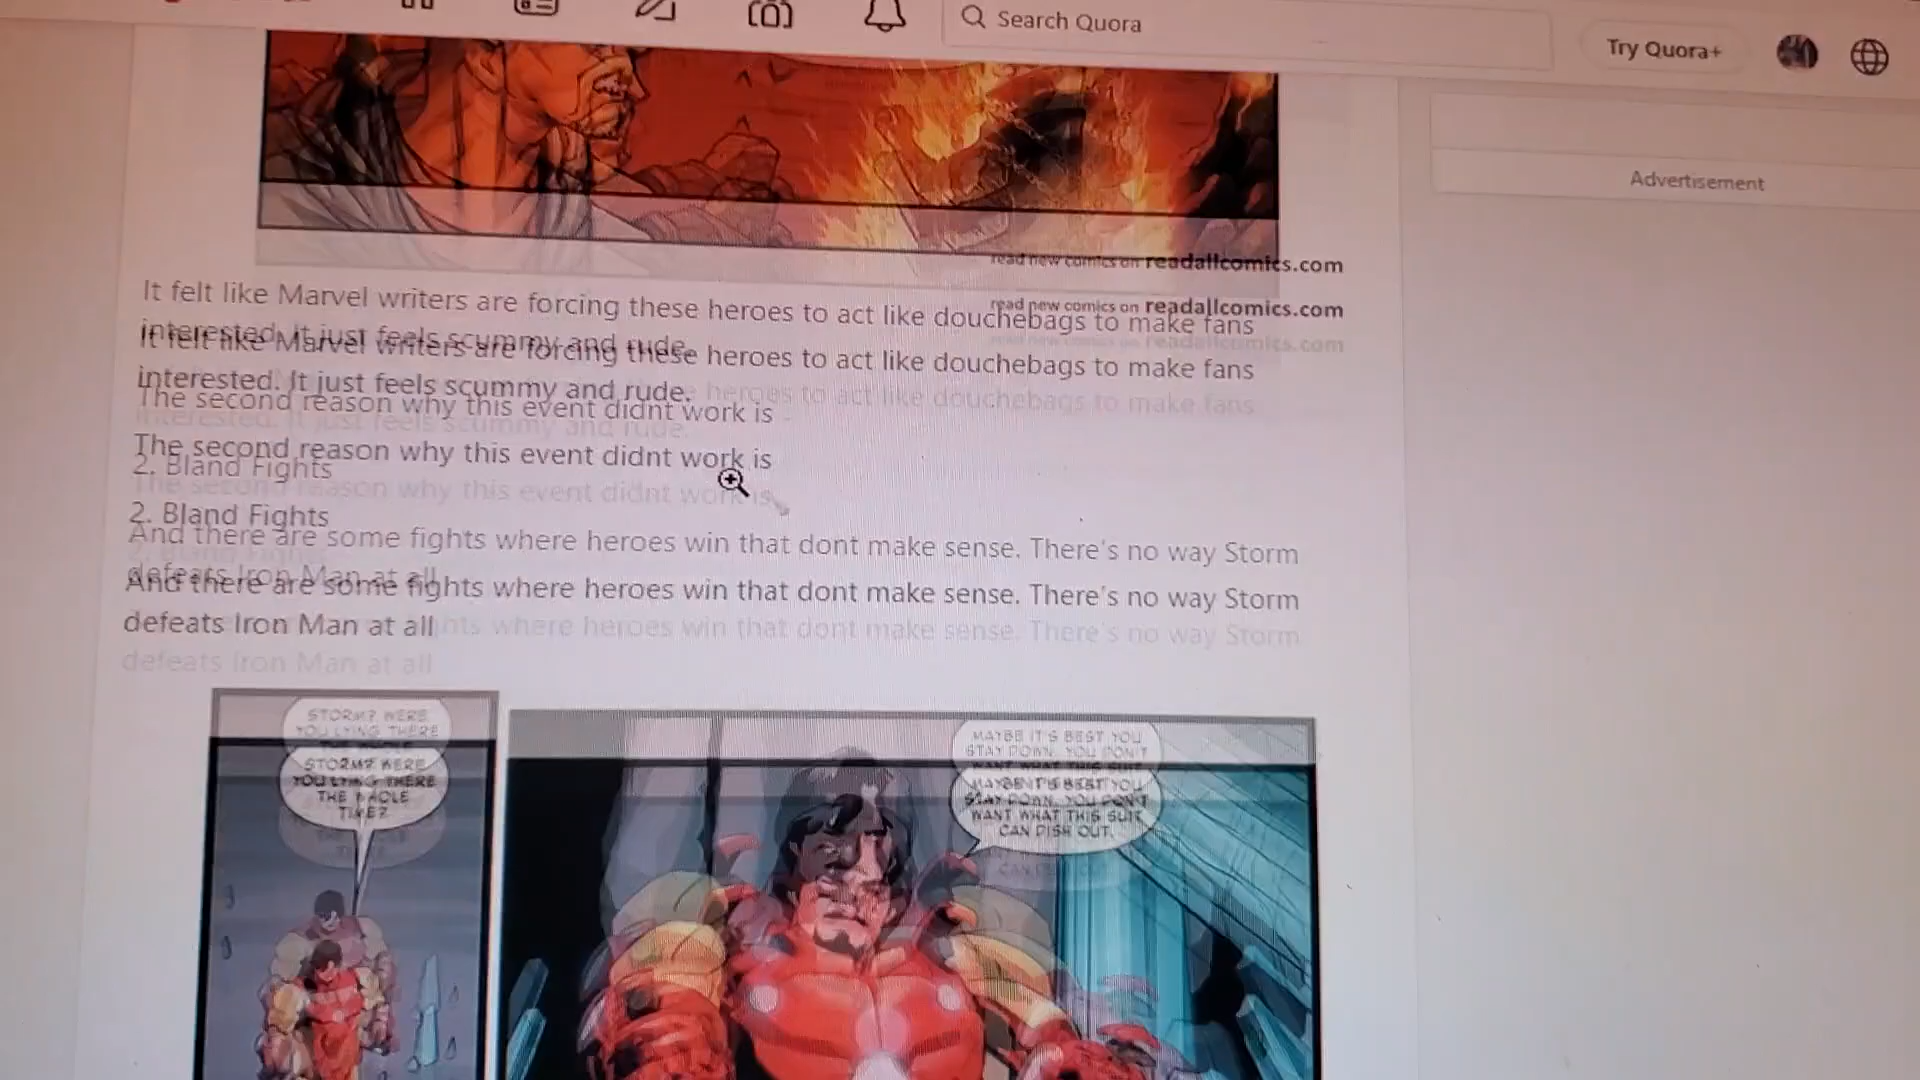 Search Quora
Try Quora+
Advertisement
read new comics on readallcomics.com
It felt like Marvel writers are forcing these heroes to act like douchebags to make fans
interested. It just feels scummy and rude.
The second reason why this event didnt work is
2. Bland Fights
And there are some fights where heroes win that dont make sense. There's no way Storm
defeats Iron Man at all
STORM? WERE
YOU LYING THERE
THE WHOLE
TIME?
MAYBE IT'S BEST YOU
STAY DOWN. YOU DON'T
WANT WHAT THIS SUIT
CAN DISH OUT.